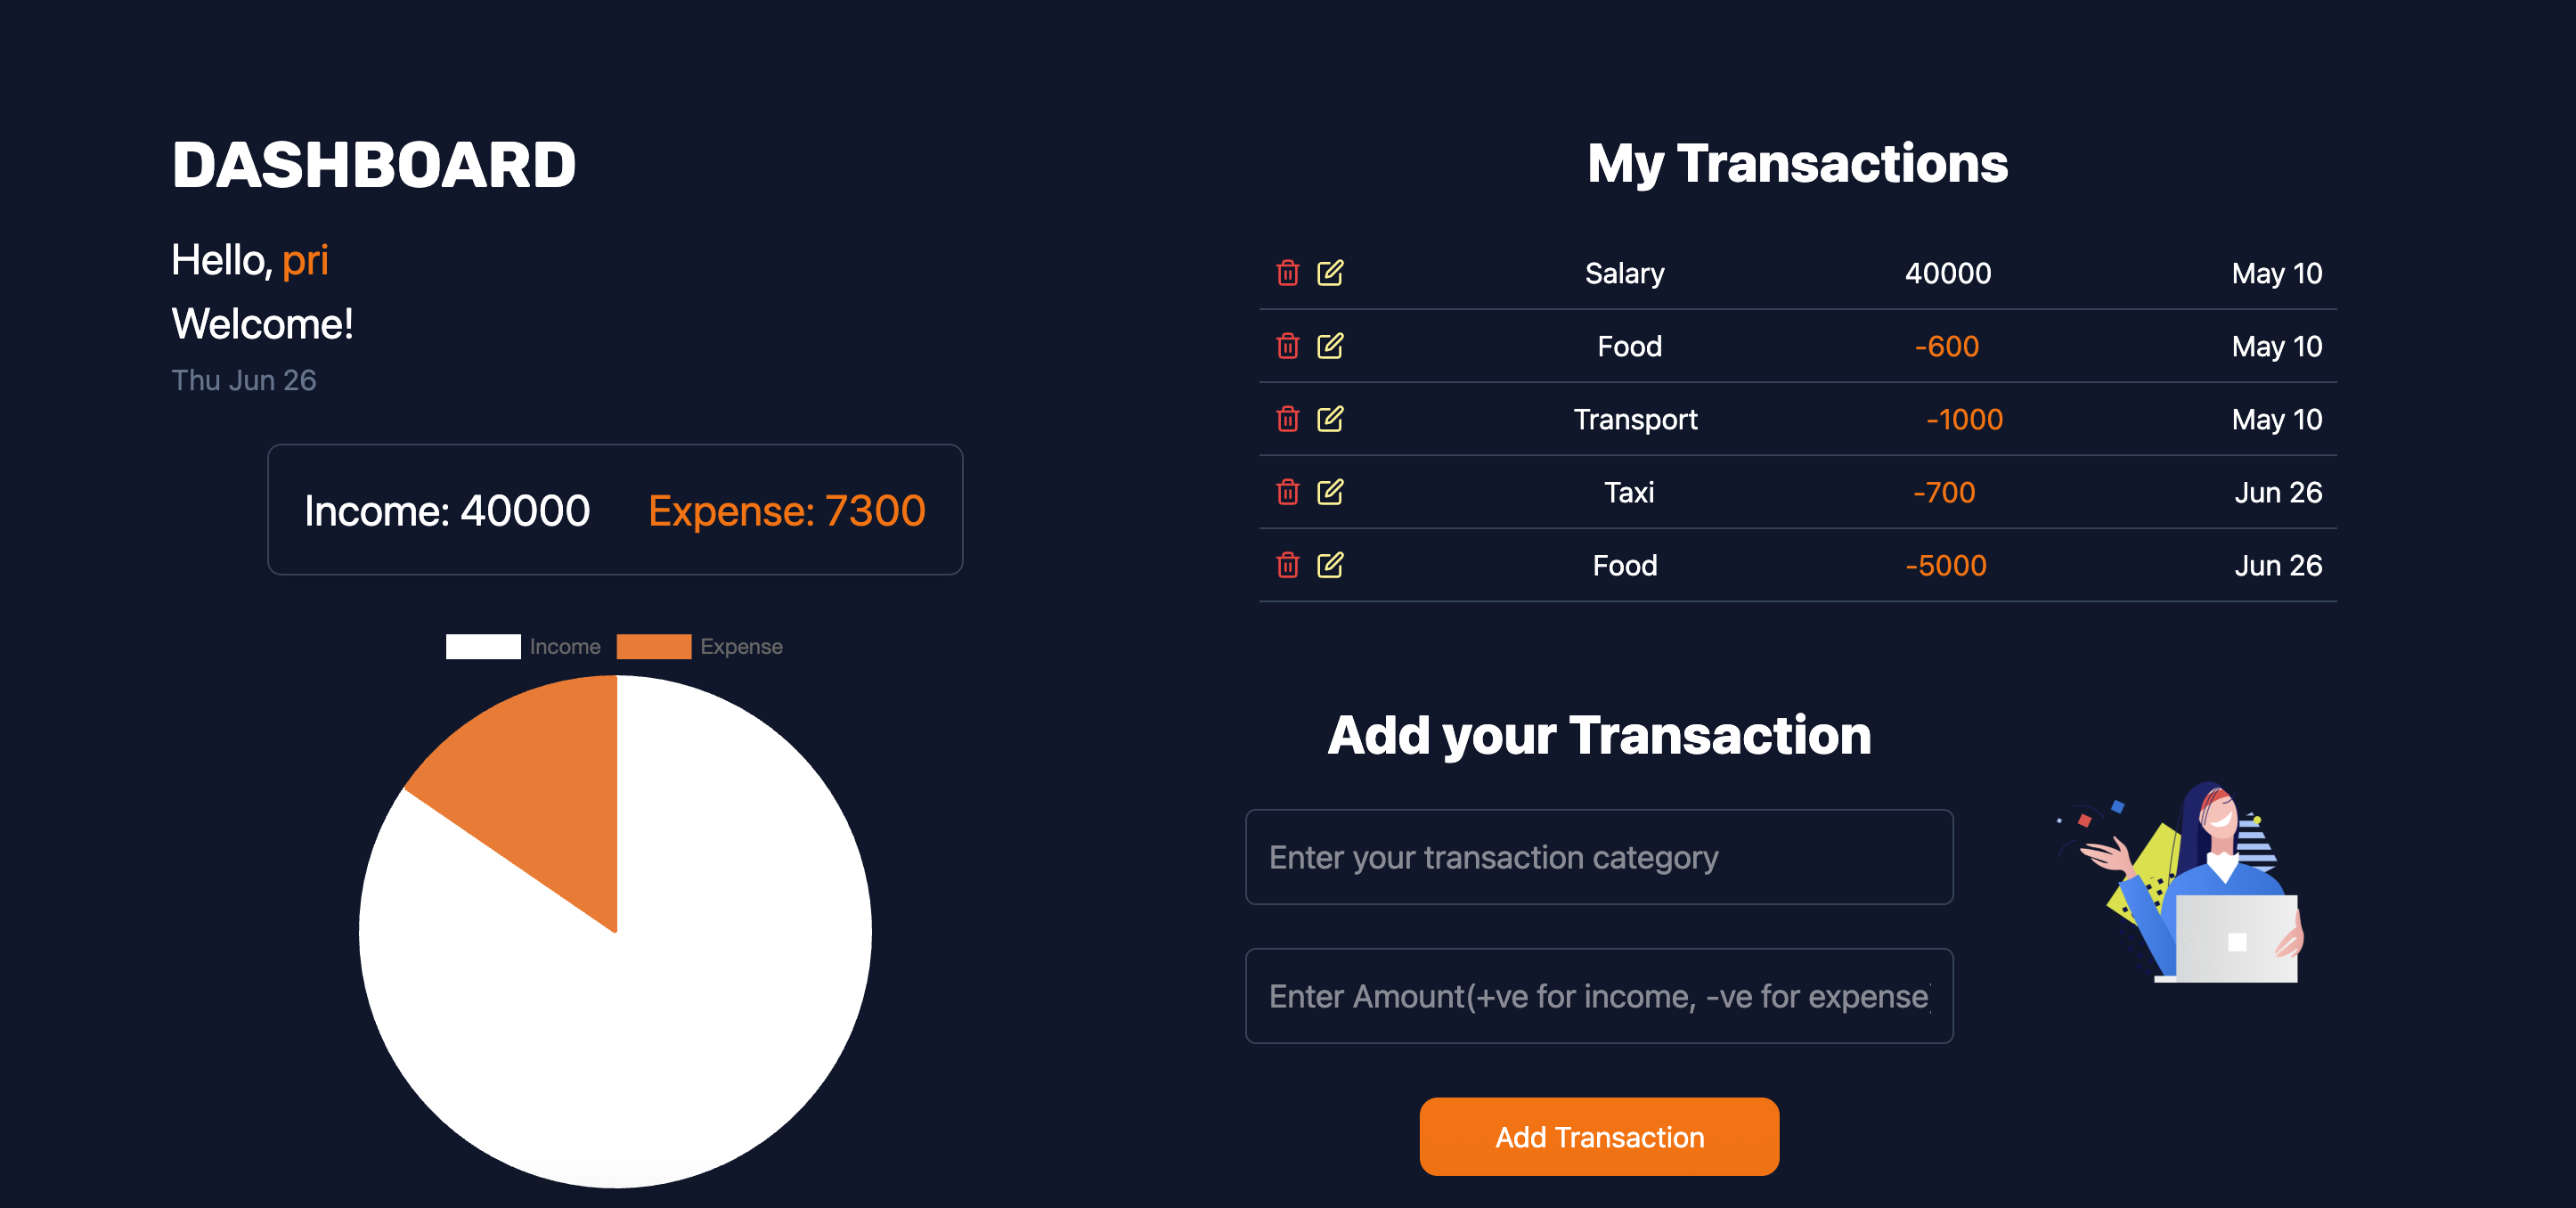 DASHBOARD
Hello, pri
Welcome!
Thu Jun 26
Income: 40000 Expense: 7300
Income Expense
My Transactions
Salary 40000 May 10
Food -600 May 10
Transport -1000 May 10
Taxi -700 Jun 26
Food -5000 Jun 26
Add your Transaction
Enter your transaction category
Enter Amount(+ve for income, -ve for expense)
Add Transaction